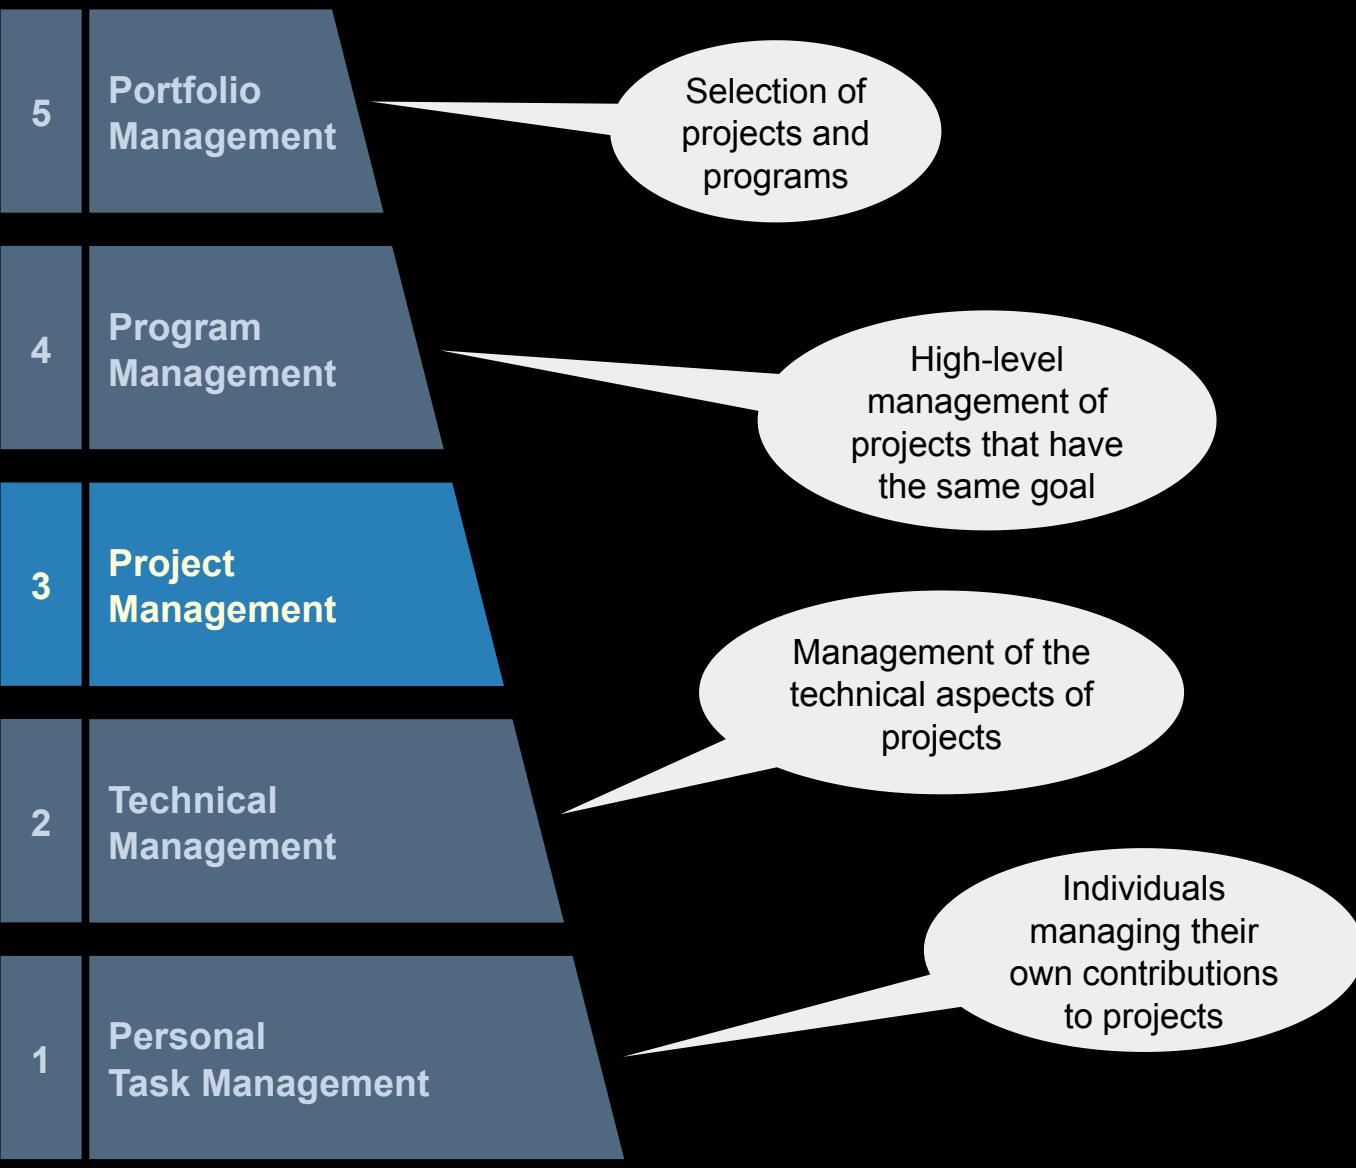 5
Portfolio
Management
Selection of
projects and
programs
4
Program
Management
High-level
management of
projects that have
the same goal
3
Project
Management
Management of the
technical aspects of
projects
2
Technical
Management
Individuals
managing their
own contributions
to projects
1
Personal
Task Management